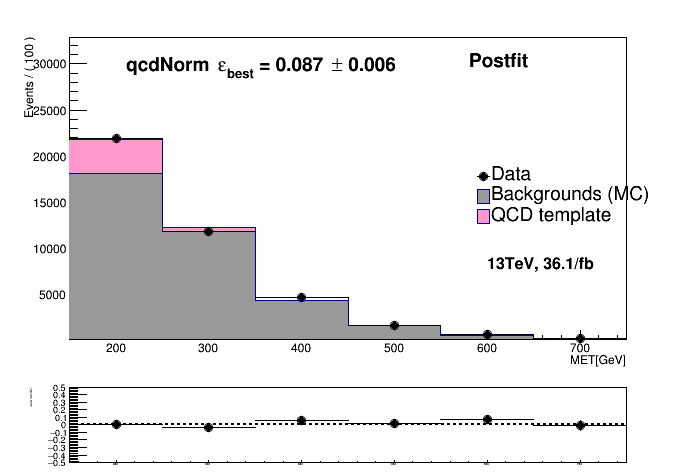 qcdNorm ε_best = 0.087 ± 0.006
Postfit
Events / ( 100 )
30000
25000
20000
15000
10000
5000
Data
Backgrounds (MC)
QCD template
13TeV, 36.1/fb
200 300 400 500 600 700
MET[GeV]
0.5
0.4
0.3
0.2
0.1
0
−0.1
−0.2
−0.3
−0.4
−0.5